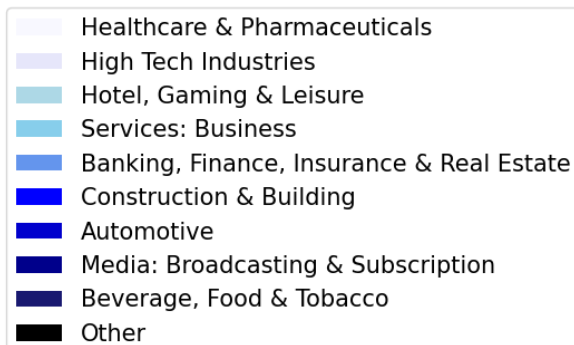 Healthcare & Pharmaceuticals
High Tech Industries
Hotel, Gaming & Leisure
Services: Business
Banking, Finance, Insurance & Real Estate
Construction & Building
Automotive
Media: Broadcasting & Subscription
Beverage, Food & Tobacco
Other